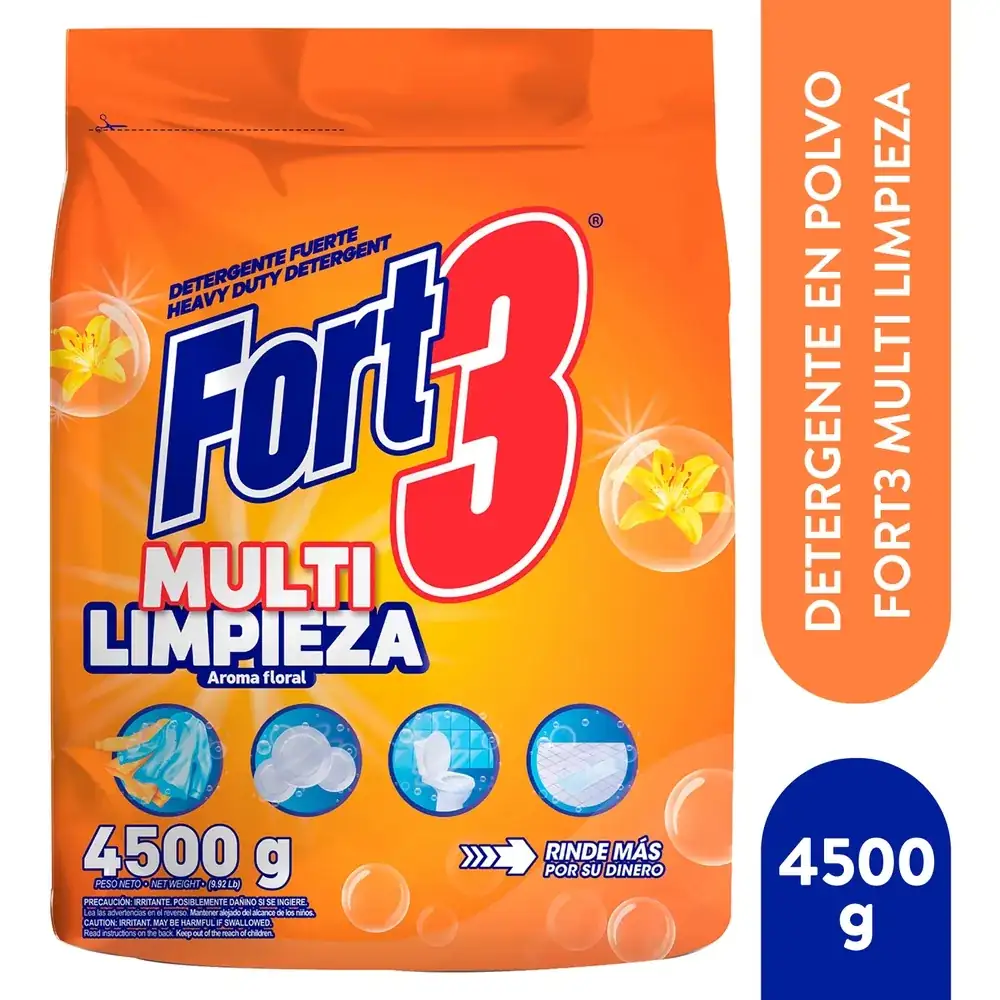 DETERGENTE FUERTE
HEAVY DUTY DETERGENT
Fort3®
MULTI
LIMPIEZA
Aroma floral
4500 g
PESO NETO • NET WEIGHT • (9.92 Lb)
RINDE MÁS
POR SU DINERO
PRECAUCIÓN: IRRITANTE. POSIBLEMENTE DAÑINO SI SE INGIERE.
Lea las advertencias en el reverso. Mantener alejado del alcance de los niños.
CAUTION: IRRITANT. MAY BE HARMFUL IF SWALLOWED.
Read instructions on the back. Keep out of the reach of children.
DETERGENTE EN POLVO
FORT3 MULTI LIMPIEZA
4500
g